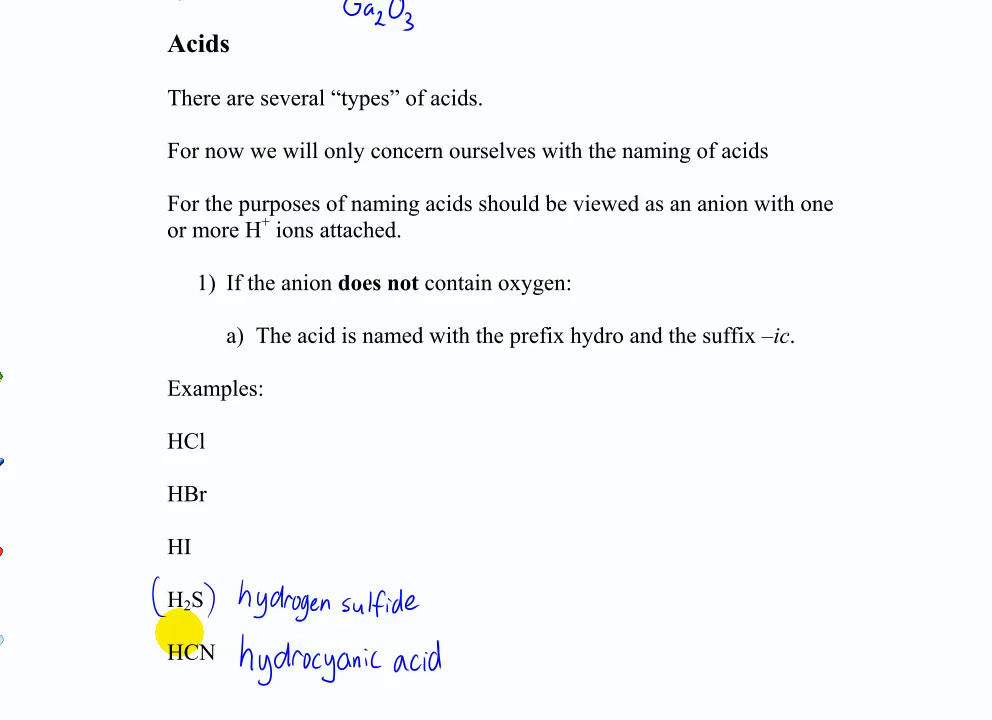 Ga₂O₃
Acids
There are several “types” of acids.
For now we will only concern ourselves with the naming of acids
For the purposes of naming acids should be viewed as an anion with one
or more H⁺ ions attached.
1) If the anion does not contain oxygen:
a) The acid is named with the prefix hydro and the suffix –ic.
Examples:
HCl
HBr
HI
(H₂S) hydrogen sulfide
HCN hydrocyanic acid